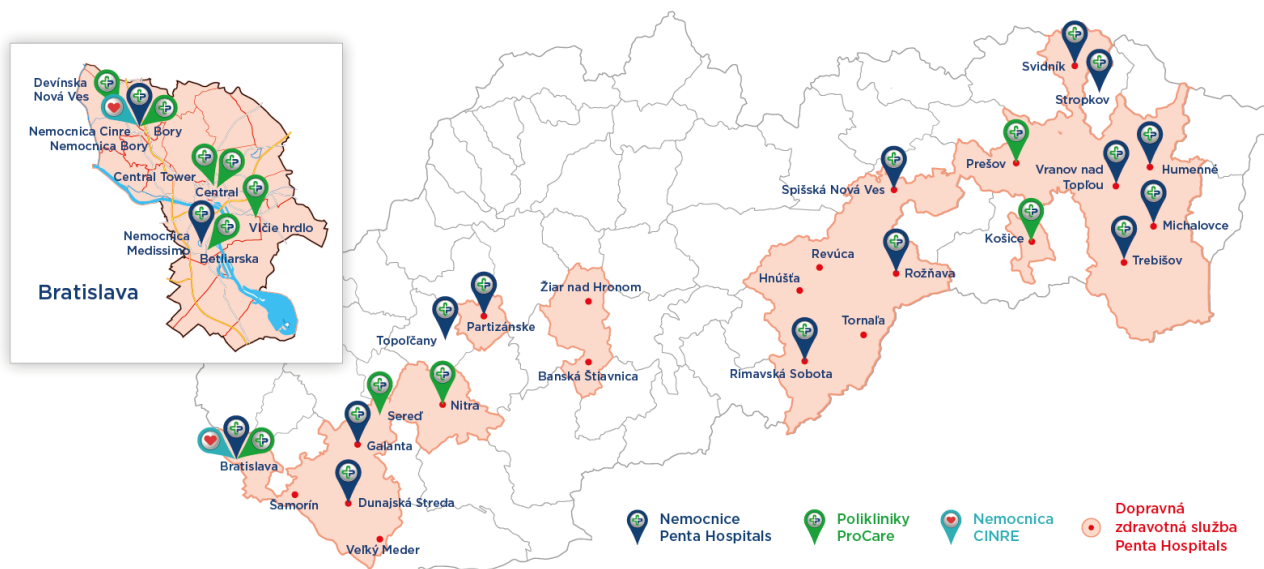 Devínska
Nová Ves
Nemocnica Cinre
Nemocnica Bory
Bory
Central Tower
Central
Vlčie hrdlo
Nemocnica
Medissimo
Betliarska
Bratislava
Svidník
Stropkov
Prešov
Vranov nad
Topľou
Humenné
Spišská Nová Ves
Michalovce
Košice
Trebišov
Revúca
Rožňava
Hnúšťa
Žiar nad Hronom
Tornaľa
Partizánske
Topoľčany
Banská Štiavnica
Rimavská Sobota
Sereď
Nitra
Galanta
Bratislava
Šamorín
Dunajská Streda
Veľký Meder
Nemocnice
Penta Hospitals
Polikliniky
ProCare
Nemocnica
CINRE
Dopravná
zdravotná služba
Penta Hospitals